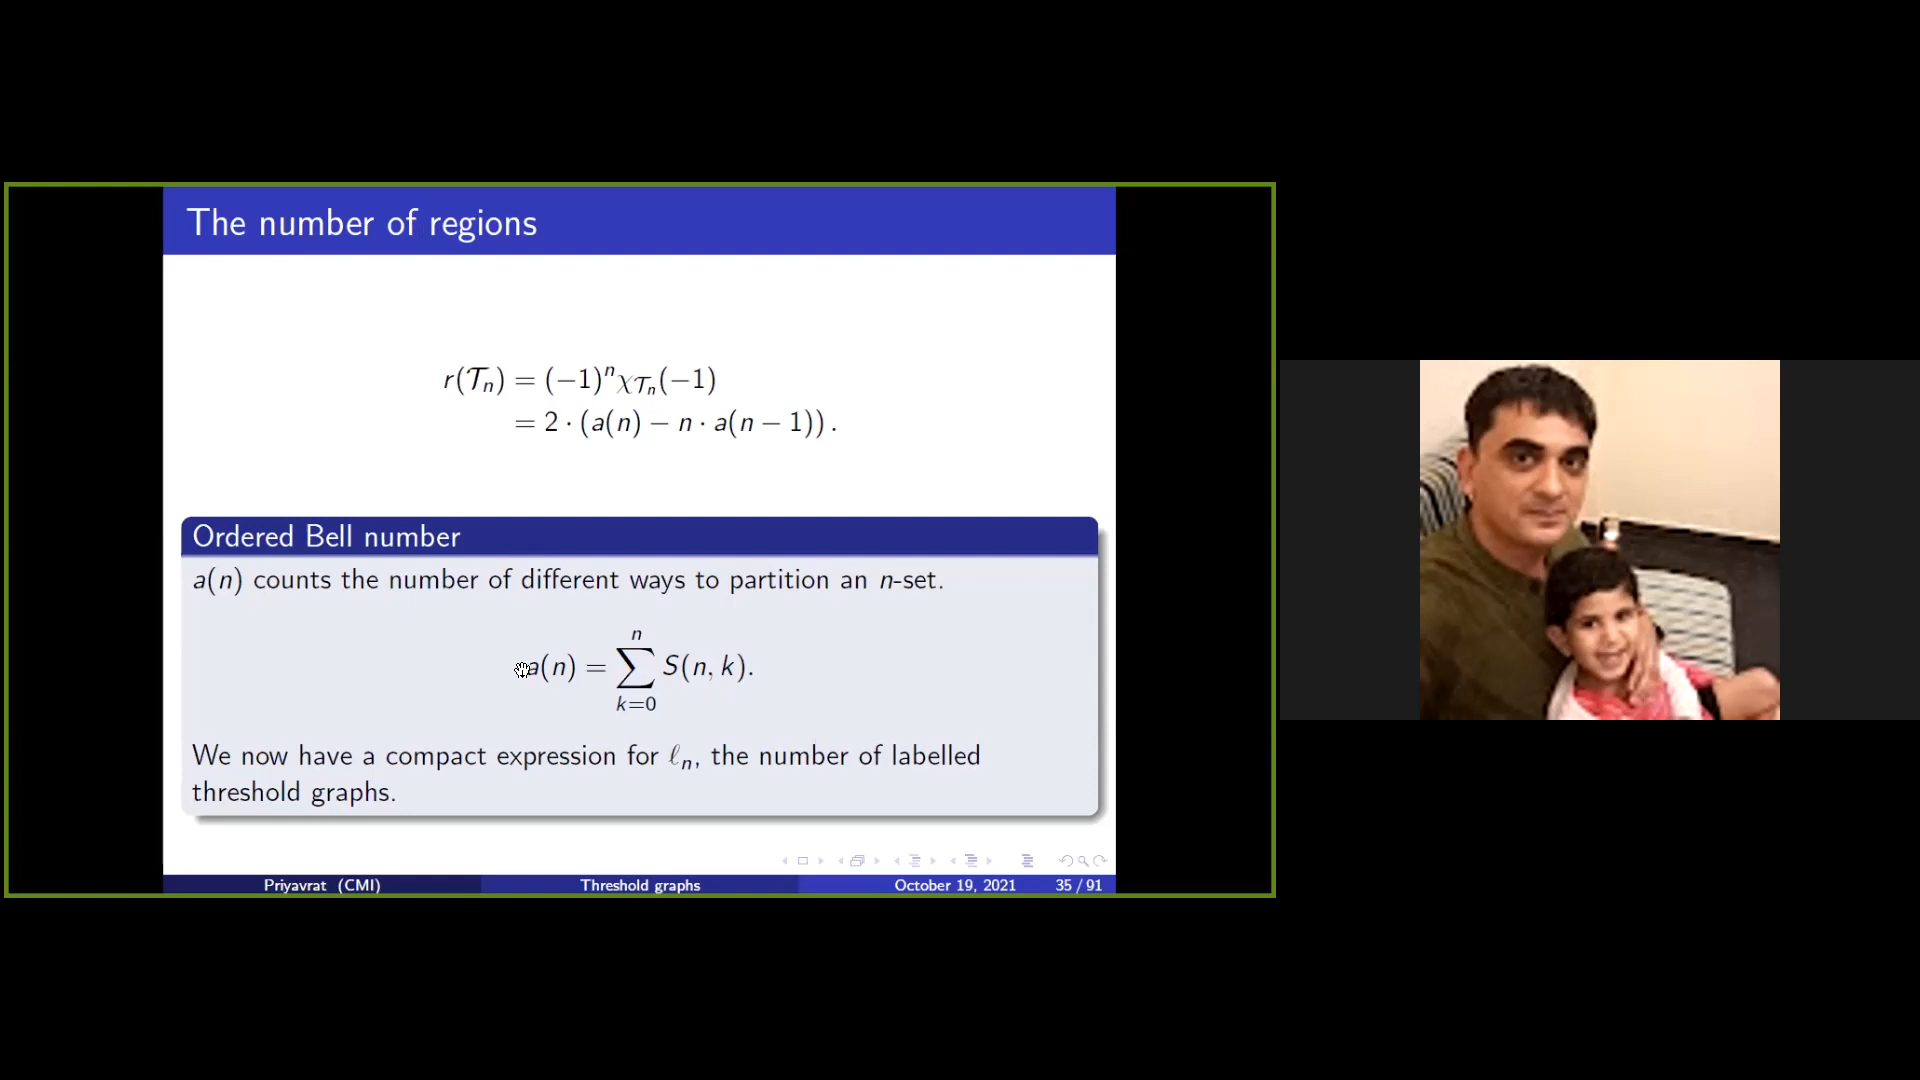 The number of regions
r(𝒯ₙ) = (−1)ⁿχ_𝒯ₙ(−1)
= 2 · (a(n) − n · a(n − 1)) .
Ordered Bell number
a(n) counts the number of different ways to partition an n-set.
a(n) = ∑_{k=0}^{n} S(n, k).
We now have a compact expression for ℓₙ, the number of labelled
threshold graphs.
Priyavrat (CMI) Threshold graphs October 19, 2021 35 / 91